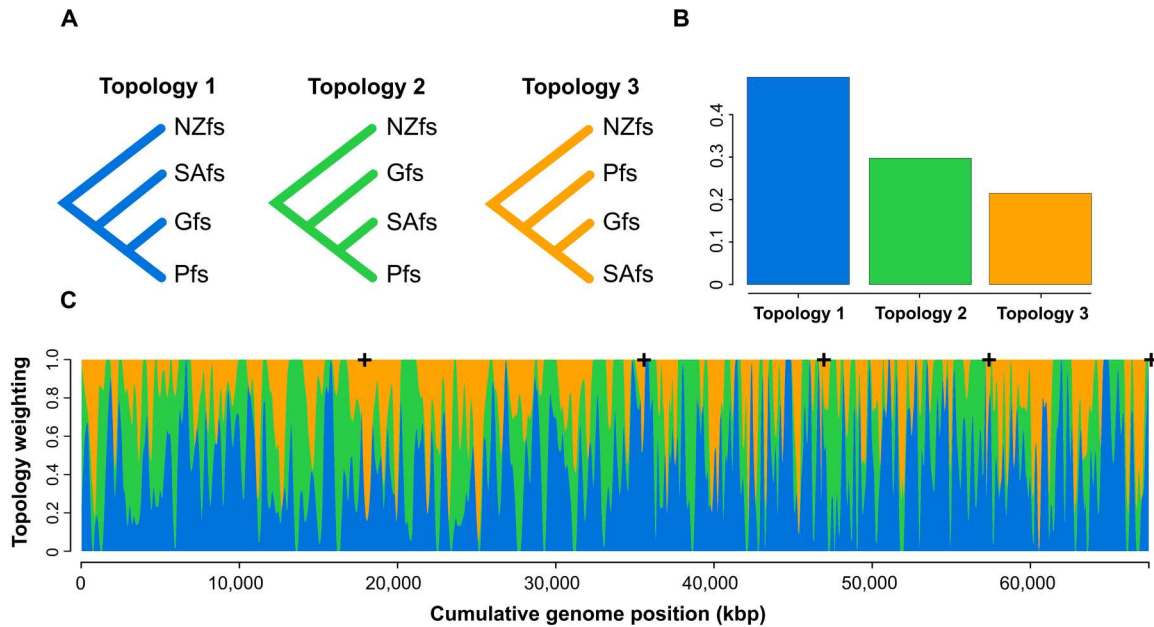 A
B
Topology 1
Topology 2
Topology 3
NZfs
SAfs
Gfs
Pfs
NZfs
Gfs
SAfs
Pfs
NZfs
Pfs
Gfs
SAfs
0.4
0.3
0.2
0.1
0
Topology 1
Topology 2
Topology 3
C
Topology weighting
1.0
0.8
0.6
0.4
0.2
0
0
10,000
20,000
30,000
40,000
50,000
60,000
Cumulative genome position (kbp)